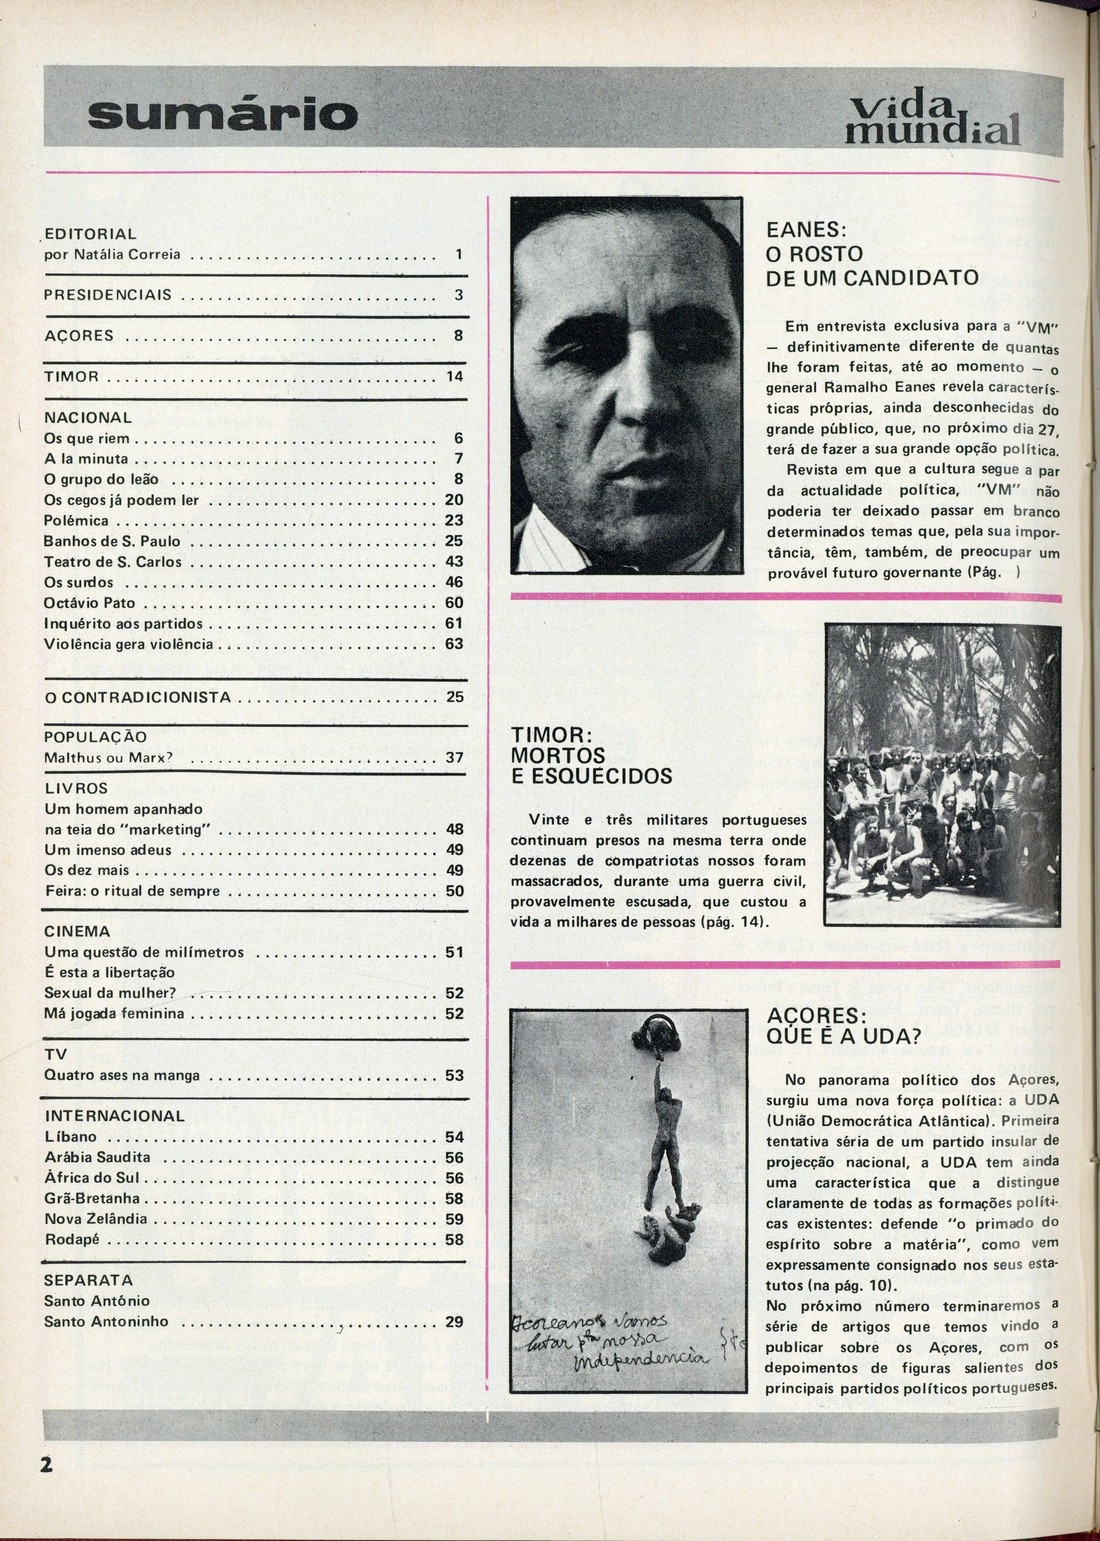 sumário
vida
mundial
EDITORIAL
por Natália Correia ........................... 1
PRESIDENCIAIS ........................... 3
AÇORES ........................... 8
TIMOR ........................... 14
NACIONAL
Os que riem ........................... 6
A la minuta ........................... 7
O grupo do leão ........................... 8
Os cegos já podem ler ........................... 20
Polémica ........................... 23
Banhos de S. Paulo ........................... 25
Teatro de S. Carlos ........................... 43
Os surdos ........................... 46
Octávio Pato ........................... 60
Inquérito aos partidos ........................... 61
Violência gera violência ........................... 63
O CONTRADICIONISTA ........................... 25
POPULAÇÃO
Malthus ou Marx? ........................... 37
LIVROS
Um homem apanhado
na teia do "marketing" ........................... 48
Um imenso adeus ........................... 49
Os dez mais ........................... 49
Feira: o ritual de sempre ........................... 50
CINEMA
Uma questão de milímetros ........................... 51
É esta a libertação
Sexual da mulher? ........................... 52
Má jogada feminina ........................... 52
TV
Quatro ases na manga ........................... 53
INTERNACIONAL
Líbano ........................... 54
Arábia Saudita ........................... 56
África do Sul ........................... 56
Grã-Bretanha ........................... 58
Nova Zelândia ........................... 59
Rodapé ........................... 58
SEPARATA
Santo António
Santo Antoninho ........................... 29
EANES:
O ROSTO
DE UM CANDIDATO
Em entrevista exclusiva para a "VM"
— definitivamente diferente de quantas
lhe foram feitas, até ao momento — o
general Ramalho Eanes revela caracterís-
ticas próprias, ainda desconhecidas do
grande público, que, no próximo dia 27,
terá de fazer a sua grande opção política.
Revista em que a cultura segue a par
da actualidade política, "VM" não
poderia ter deixado passar em branco
determinados temas que, pela sua impor-
tância, têm, também, de preocupar um
provável futuro governante (Pág. )
TIMOR:
MORTOS
E ESQUECIDOS
Vinte e três militares portugueses
continuam presos na mesma terra onde
dezenas de compatriotas nossos foram
massacrados, durante uma guerra civil,
provavelmente escusada, que custou a
vida a milhares de pessoas (pág. 14).
AÇORES:
QUE É A UDA?
No panorama político dos Açores,
surgiu uma nova força política: a UDA
(União Democrática Atlântica). Primeira
tentativa séria de um partido insular de
projecção nacional, a UDA tem ainda
uma característica que a distingue
claramente de todas as formações políti-
cas existentes: defende "o primado do
espírito sobre a matéria", como vem
expressamente consignado nos seus esta-
tutos (na pág. 10).
No próximo número terminaremos a
série de artigos que temos vindo a
publicar sobre os Açores, com os
depoimentos de figuras salientes dos
principais partidos políticos portugueses.
Açoreanos vamos
lutar pla nossa
independencia
2